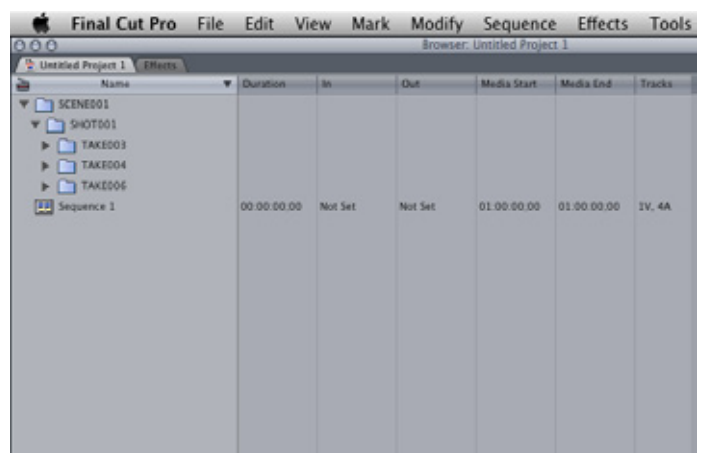 Final Cut Pro File Edit View Mark Modify Sequence Effects Tools
Browser: Untitled Project 1
Untitled Project 1 Effects
Name Duration In Out Media Start Media End Tracks
SCENE001
SHOT001
TAKE003
TAKE004
TAKE006
Sequence 1 00:00:00;00 Not Set Not Set 01:00:00;00 01:00:00;00 1V, 4A